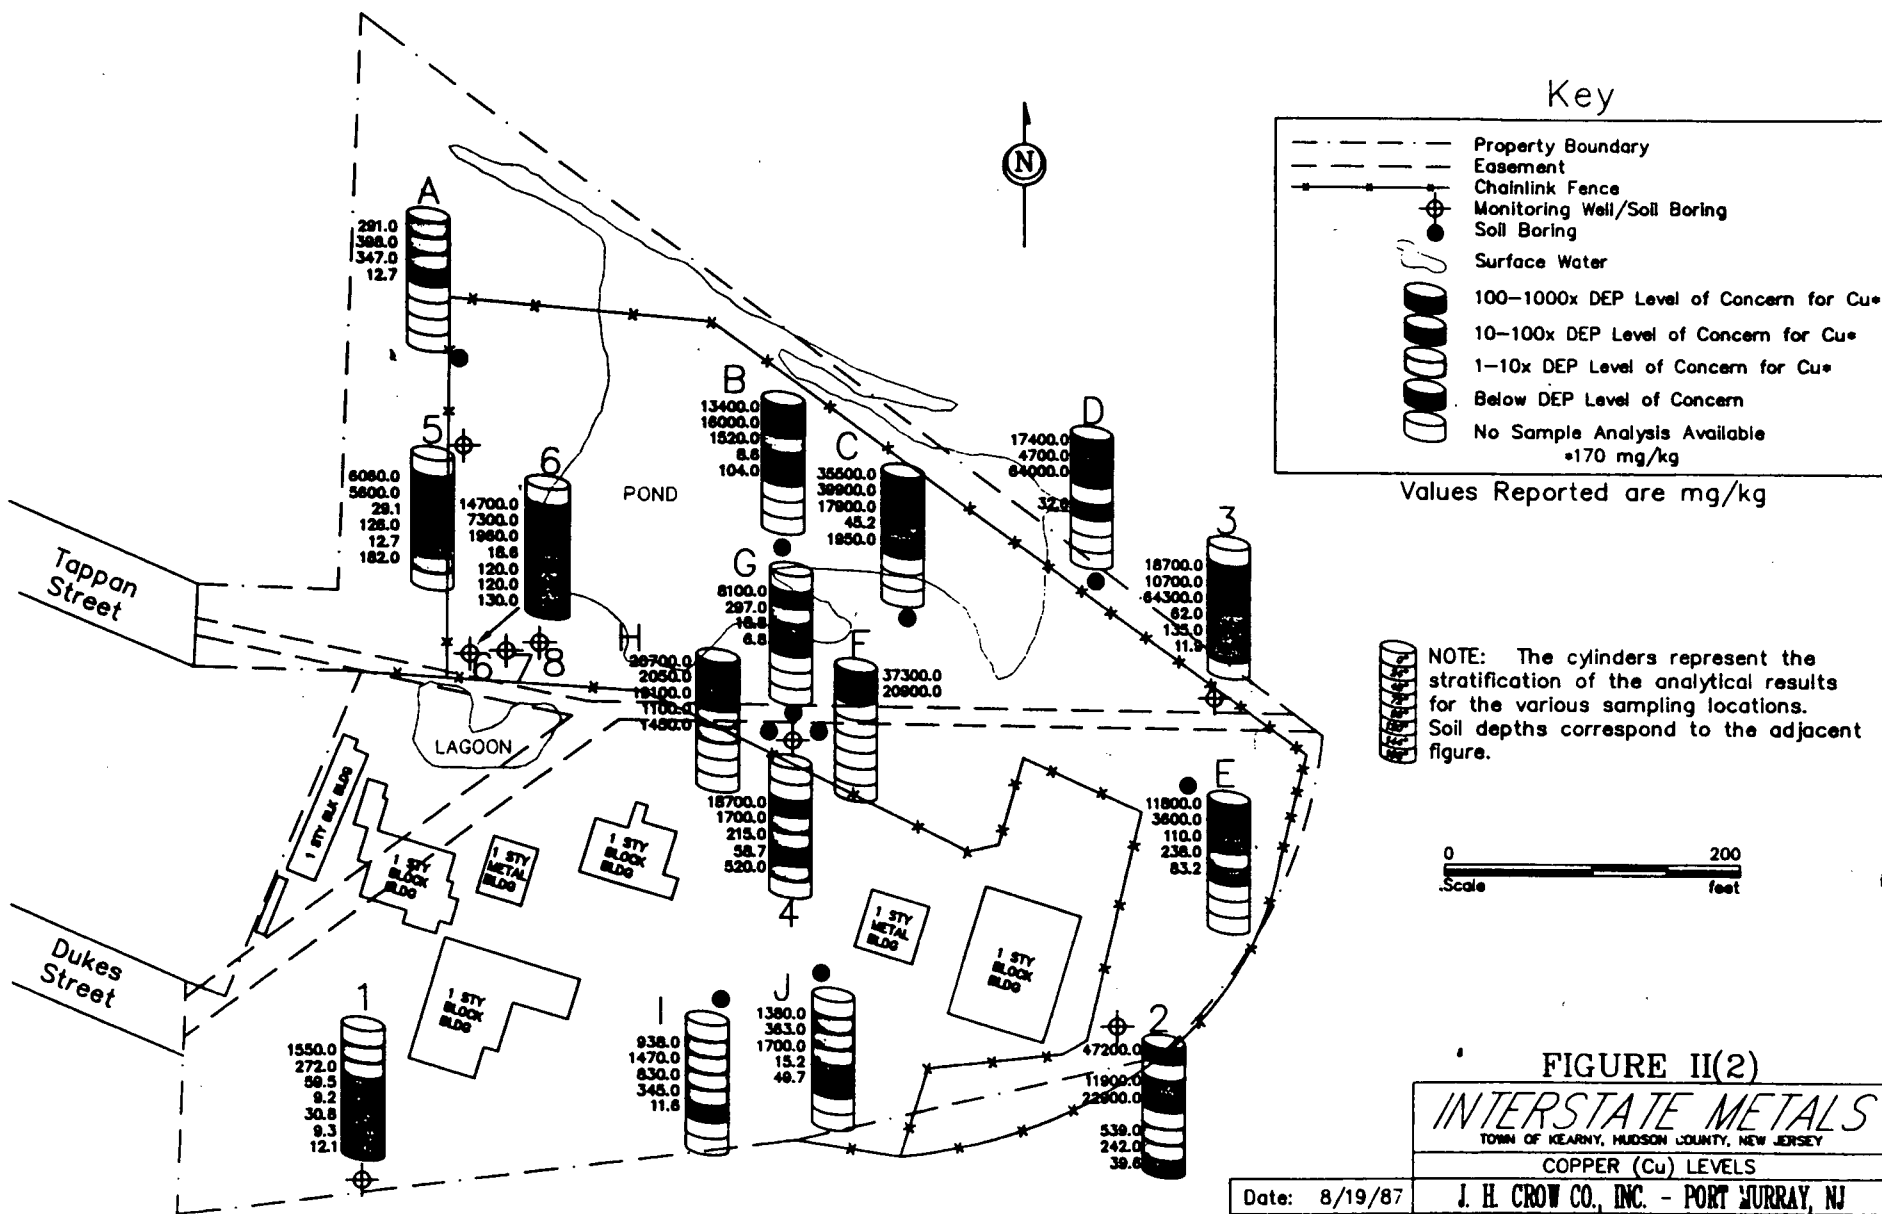 Key
Property Boundary
Easement
Chainlink Fence
Monitoring Well/Soil Boring
Soil Boring
Surface Water
100-1000x DEP Level of Concern for Cu*
10-100x DEP Level of Concern for Cu*
1-10x DEP Level of Concern for Cu*
Below DEP Level of Concern
No Sample Analysis Available
*170 mg/kg
Values Reported are mg/kg
N
A
291.0
398.0
347.0
12.7
B
13400.0
16000.0
1520.0
8.6
104.0
C
35500.0
39900.0
17900.0
45.2
1950.0
D
17400.0
4700.0
64000.0
5
6060.0
5600.0
29.1
126.0
12.7
182.0
6
14700.0
7300.0
1960.0
18.6
120.0
120.0
130.0
POND
3
18700.0
10700.0
64300.0
62.0
135.0
11.9
G
8100.0
297.0
6.8
Tappan
Street
H
2050.0
19100.0
1100.0
1450.0
F
37300.0
20900.0
6
7
8
NOTE: The cylinders represent the
stratification of the analytical results
for the various sampling locations.
Soil depths correspond to the adjacent
figure.
LAGOON
18700.0
1700.0
215.0
58.7
520.0
4
E
11800.0
3600.0
110.0
236.0
83.2
1 STY BLK BLDG
1 STY
BLOCK
BLDG
1 STY
METAL
BLDG
1 STY
BLOCK
BLDG
1 STY
METAL
BLDG
1 STY
BLOCK
BLDG
1 STY
BLOCK
BLDG
0 200
Scale feet
Dukes
Street
1
1550.0
272.0
59.5
9.2
30.8
9.3
12.1
I
938.0
1470.0
830.0
345.0
11.6
J
1380.0
363.0
1700.0
15.2
49.7
2
47200.0
11900.0
22900.0
539.0
242.0
39.6
FIGURE II(2)
INTERSTATE METALS
TOWN OF KEARNY, HUDSON COUNTY, NEW JERSEY
COPPER (Cu) LEVELS
Date: 8/19/87
J. H. CROW CO., INC. - PORT MURRAY, NJ